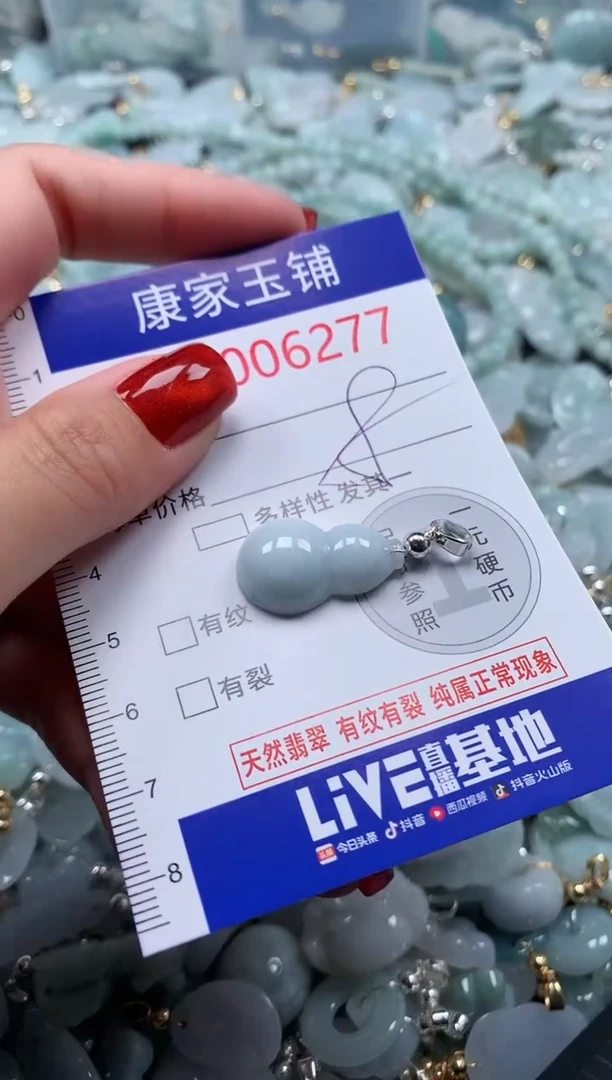 康家玉铺
006277
单价格
多样性 发其
一元硬币
参照
有纹
有裂
天然翡翠 有纹有裂 纯属正常现象
LiVE直播基地
今日头条 抖音 西瓜视频 抖音火山版
1
4
5
6
7
8